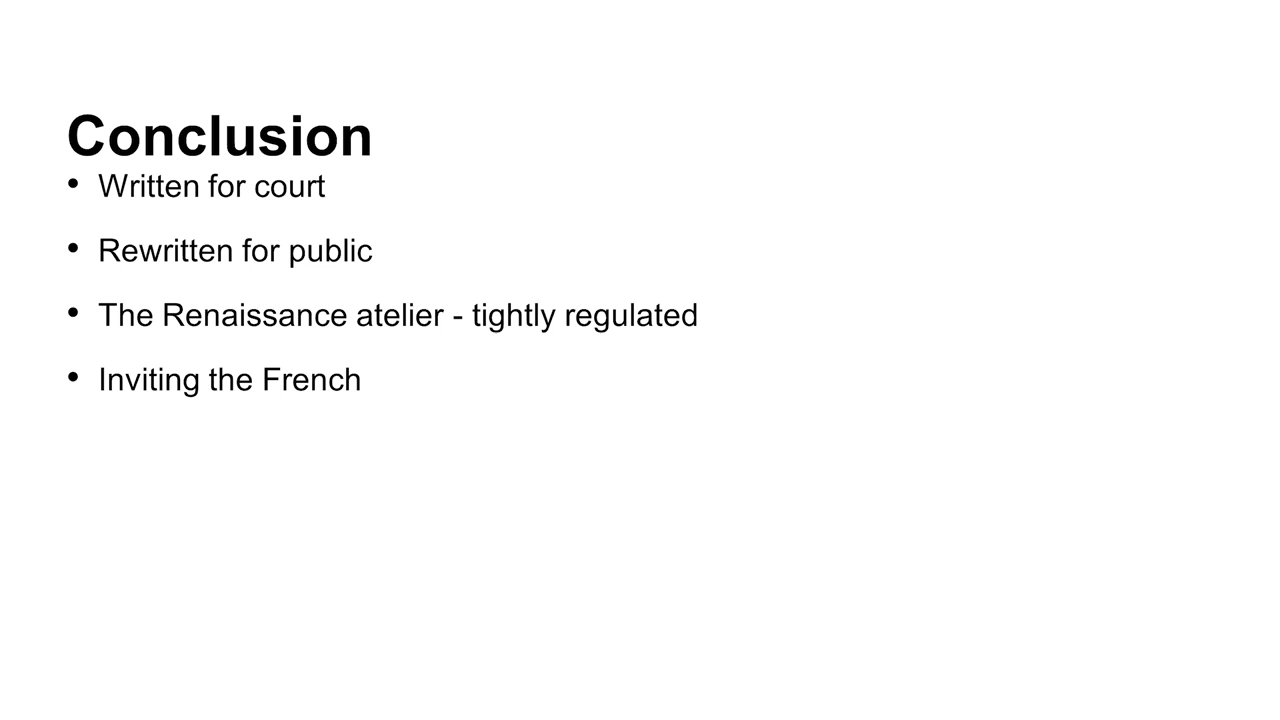 Conclusion
• Written for court
• Rewritten for public
• The Renaissance atelier - tightly regulated
• Inviting the French